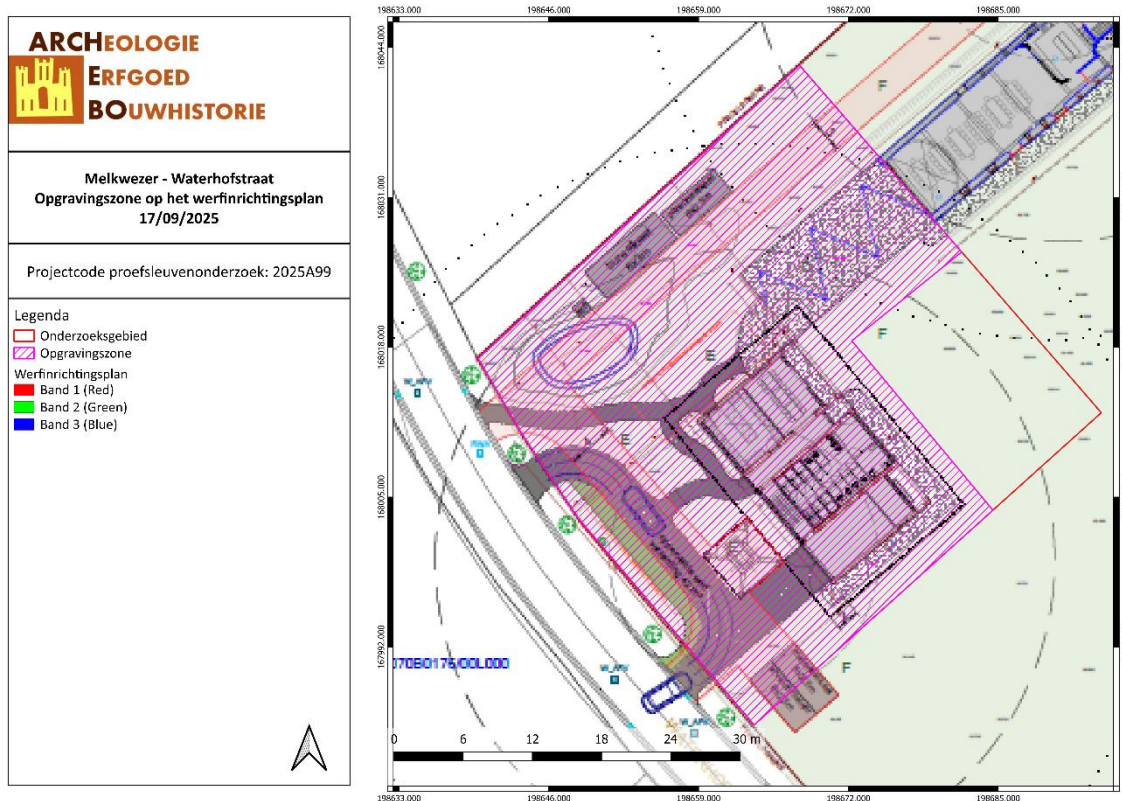 ARCHEOLOGIE
ERFGOED
BOUWHISTORIE
Melkwezer - Waterhofstraat
Opgravingszone op het werfinrichtingsplan
17/09/2025
Projectcode proefsleuvenonderzoek: 2025A99
Legenda
Onderzoeksgebied
Opgravingszone
Werfinrichtingsplan
Band 1 (Red)
Band 2 (Green)
Band 3 (Blue)
198633.000 198646.000 198659.000 198672.000 198685.000
168044.000
168031.000
168018.000
168005.000
167992.000
F
F
E
E
E
F
070B0176/00L000
0 6 12 18 24 30 m
198633.000 198646.000 198659.000 198672.000 198685.000